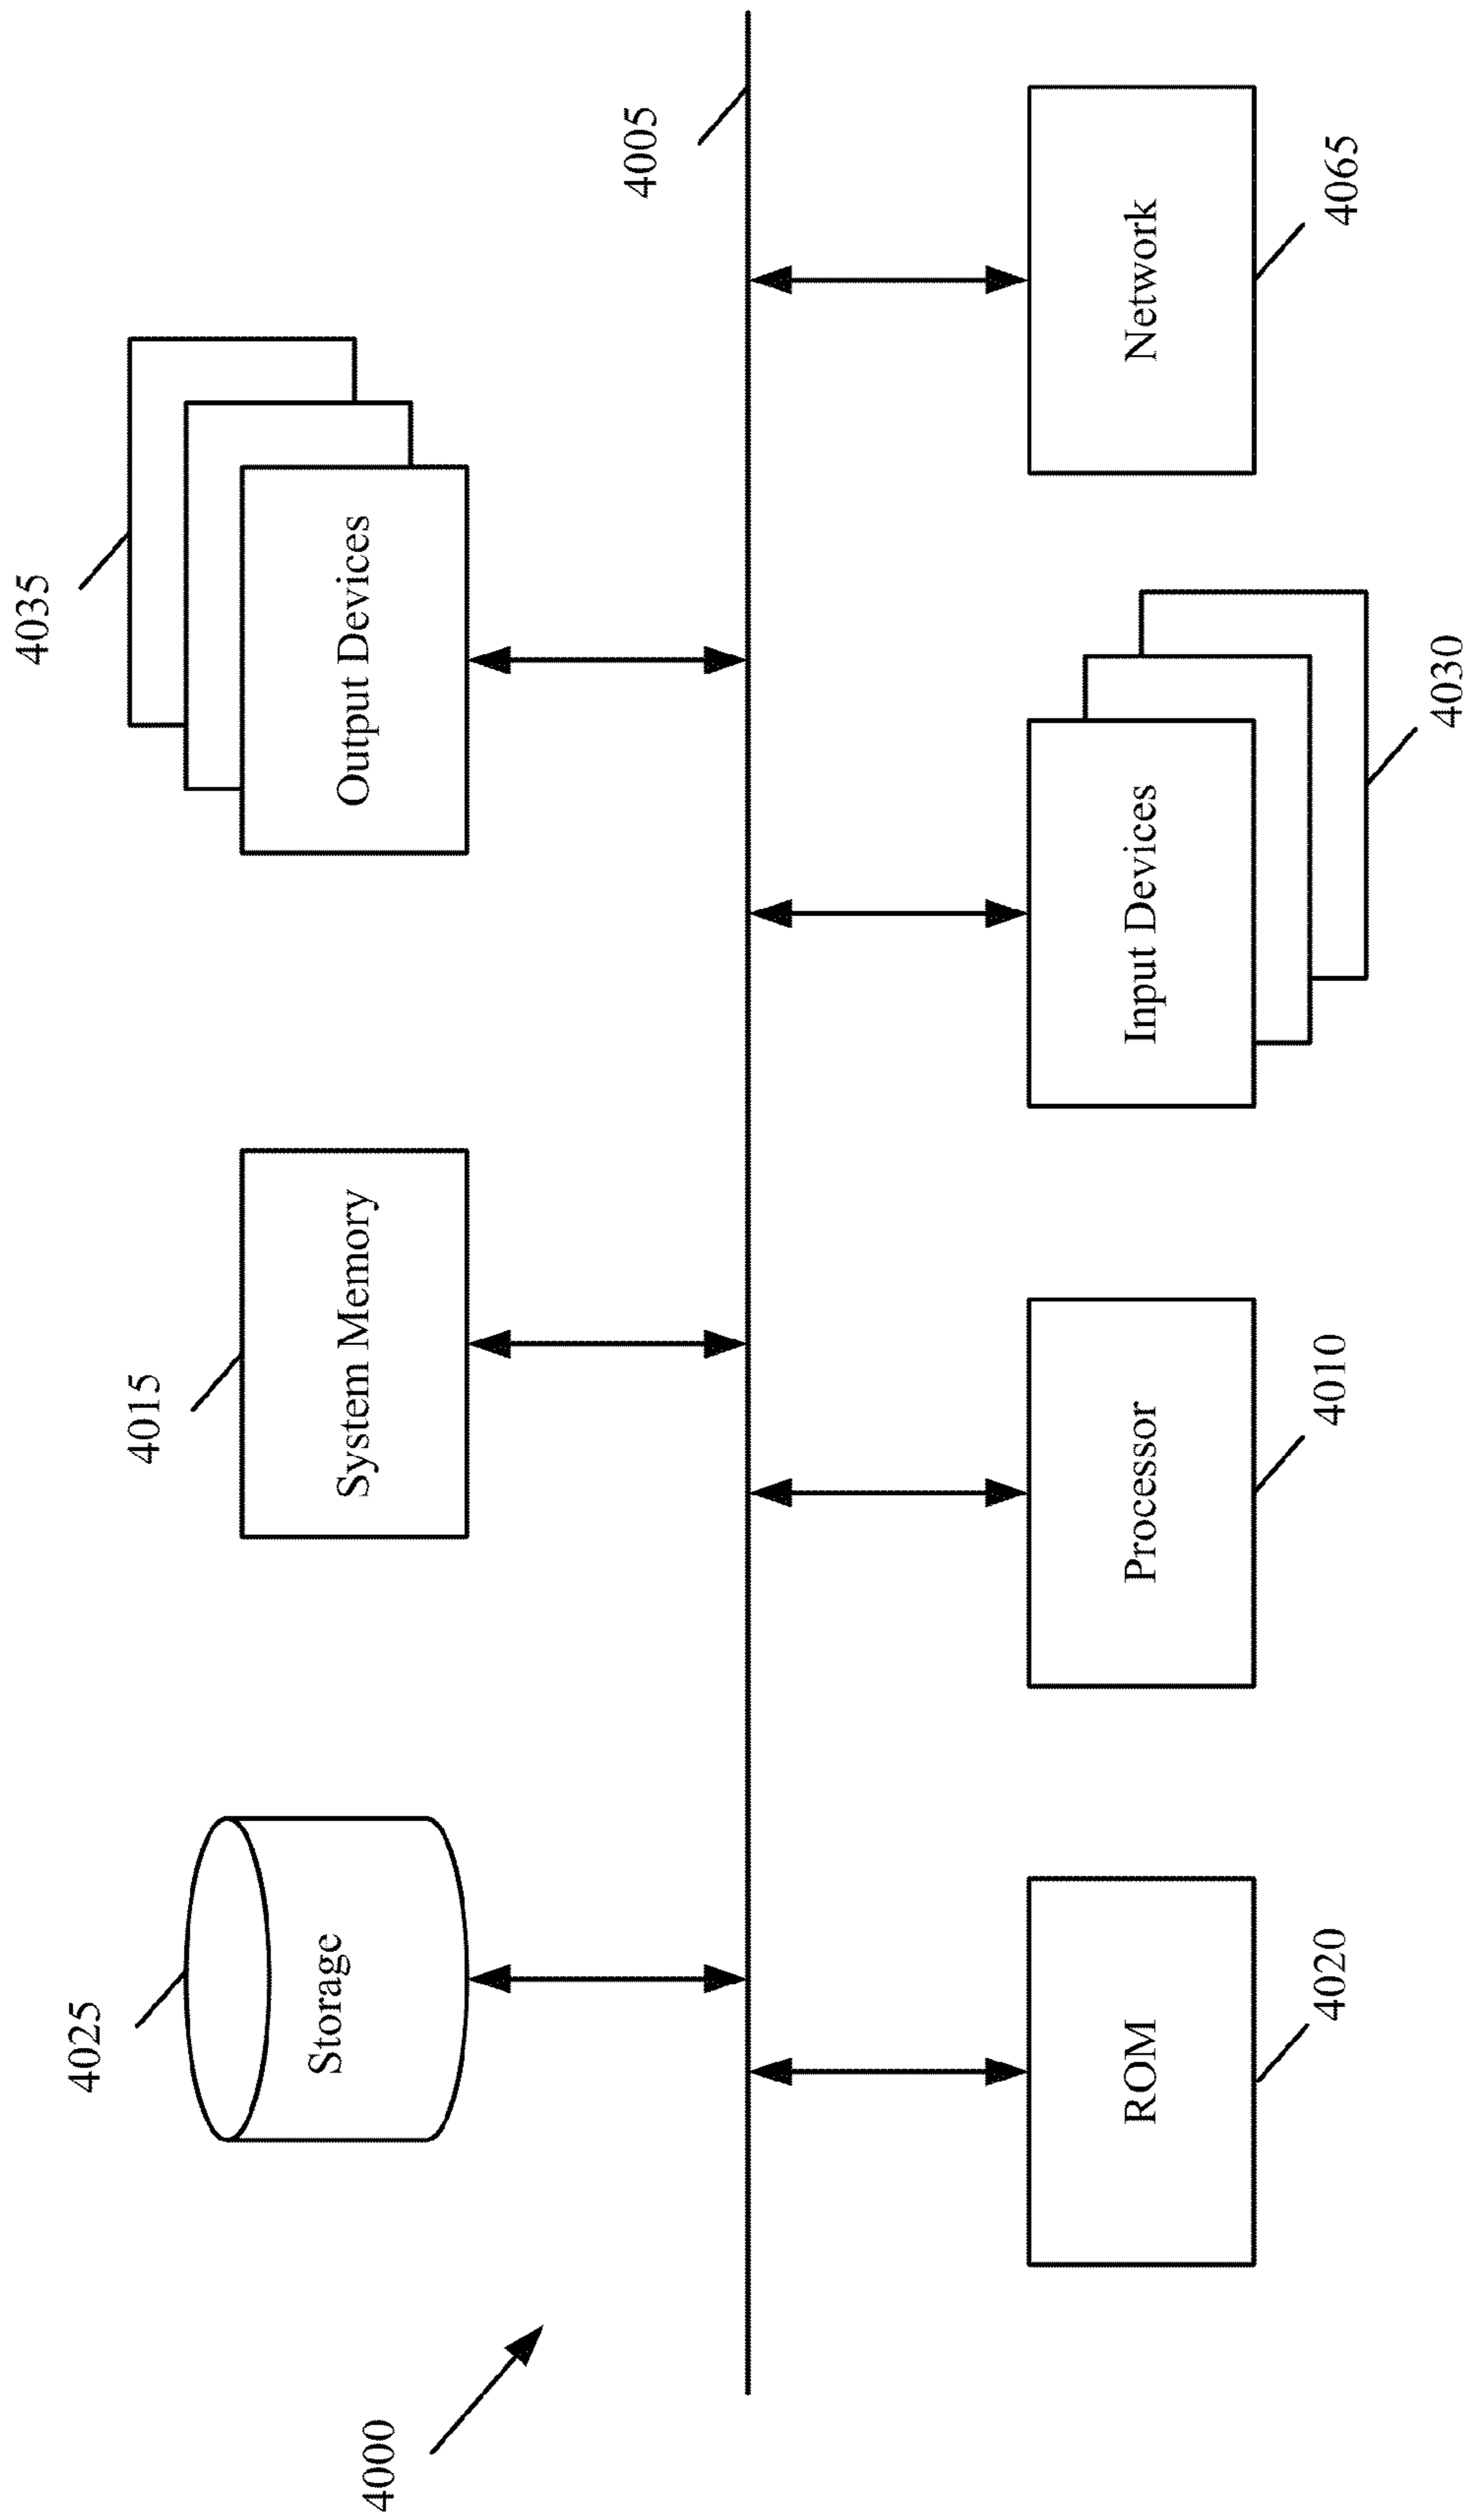 4035
Output Devices
4005
Network
4065
4015
System Memory
Input Devices
4030
4025
Storage
Processor
4010
ROM
4020
4000